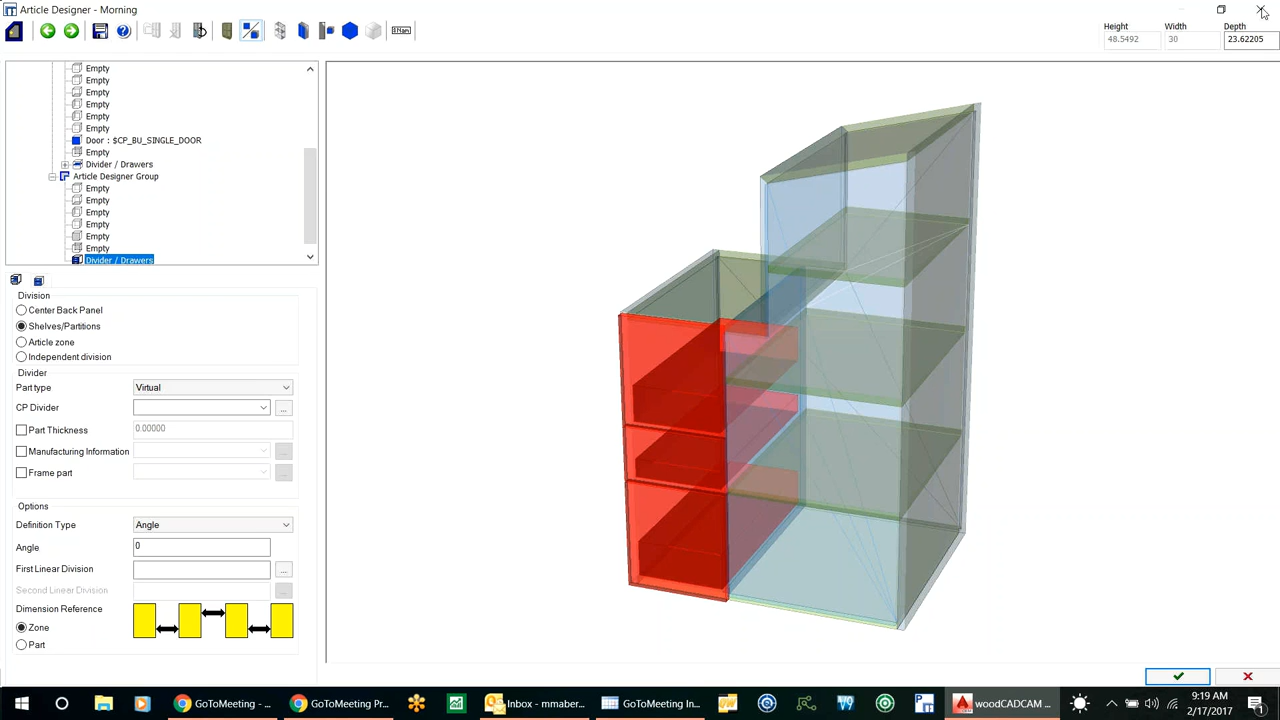 Article Designer - Morning
Height Width Depth
48.5492 30 23.62205
Empty
Empty
Empty
Empty
Empty
Empty
Door : $CP_BU_SINGLE_DOOR
Empty
Divider / Drawers
Article Designer Group
Empty
Empty
Empty
Empty
Empty
Empty
Divider / Drawers
Division
Center Back Panel
Shelves/Partitions
Article zone
Independent division
Divider
Part type Virtual
CP Divider ...
Part Thickness 0.00000
Manufacturing Information ...
Frame part ...
Options
Definition Type Angle
Angle 0
First Linear Division ...
Second Linear Division ...
Dimension Reference
Zone
Part
GoToMeeting - ...
GoToMeeting Pr...
Inbox - mmaber...
GoToMeeting In...
woodCADCAM ...
9:19 AM
2/17/2017